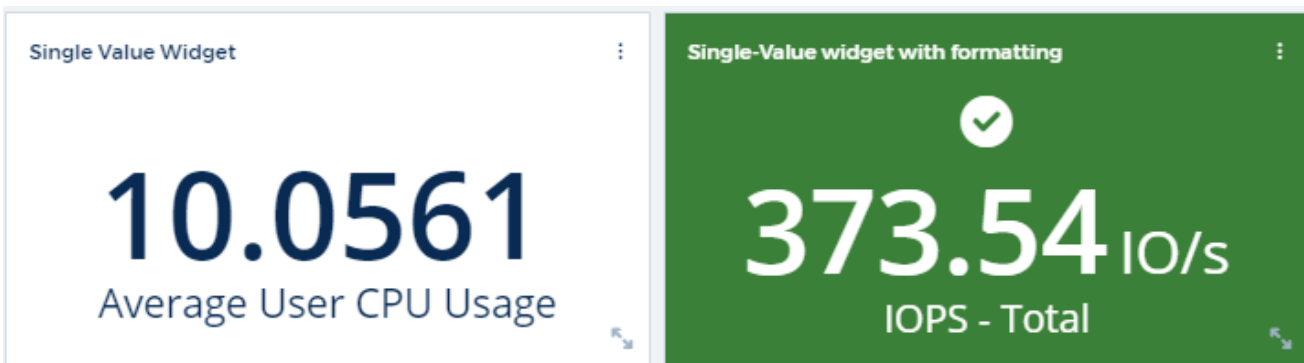 Single Value Widget
10.0561
Average User CPU Usage
Single-Value widget with formatting
373.54 IO/s
IOPS - Total